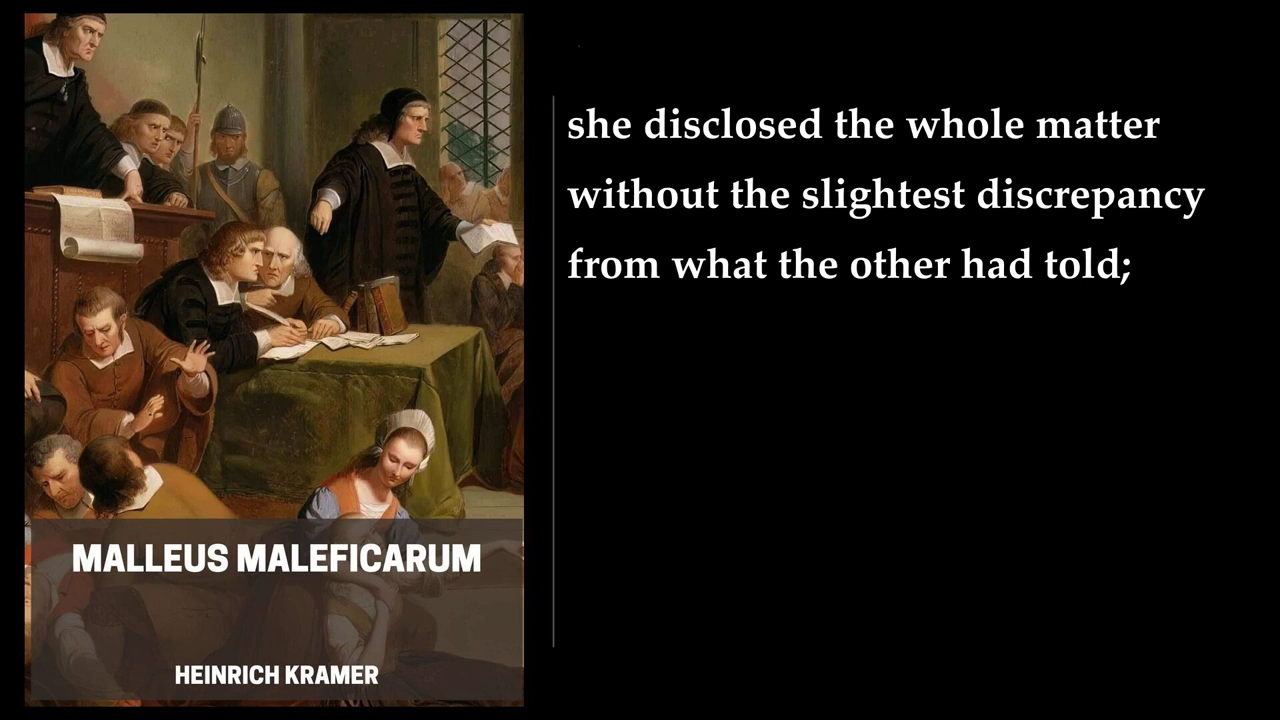 MALLEUS MALEFICARUM
HEINRICH KRAMER
she disclosed the whole matter
without the slightest discrepancy
from what the other had told;